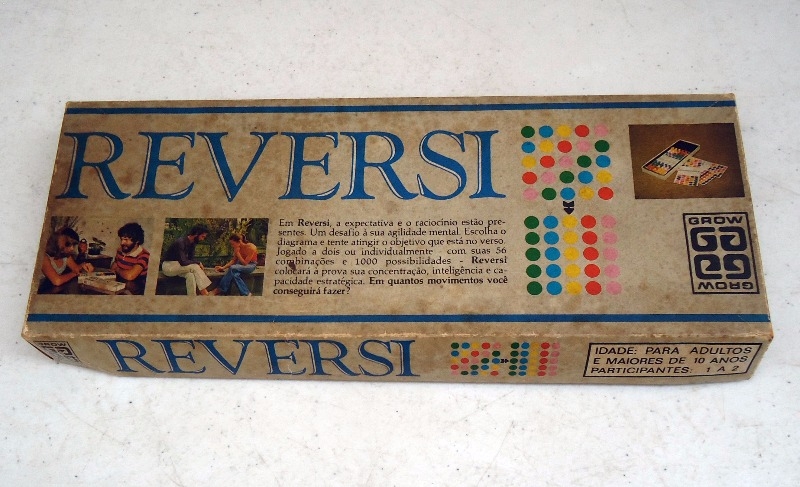 REVERSI
Em Reversi, a expectativa e o raciocínio estão pre-
sentes. Um desafio à sua agilidade mental. Escolha o
diagrama e tente atingir o objetivo que está no verso.
Jogado a dois ou individualmente - com suas 56
combinações e 1000 possibilidades - Reversi
colocará à prova sua concentração, inteligência e ca-
pacidade estratégica. Em quantos movimentos você
conseguirá fazer?
GROW
GROW
GROW
REVERSI
IDADE: PARA ADULTOS
E MAIORES DE 10 ANOS
PARTICIPANTES: 1 A 2